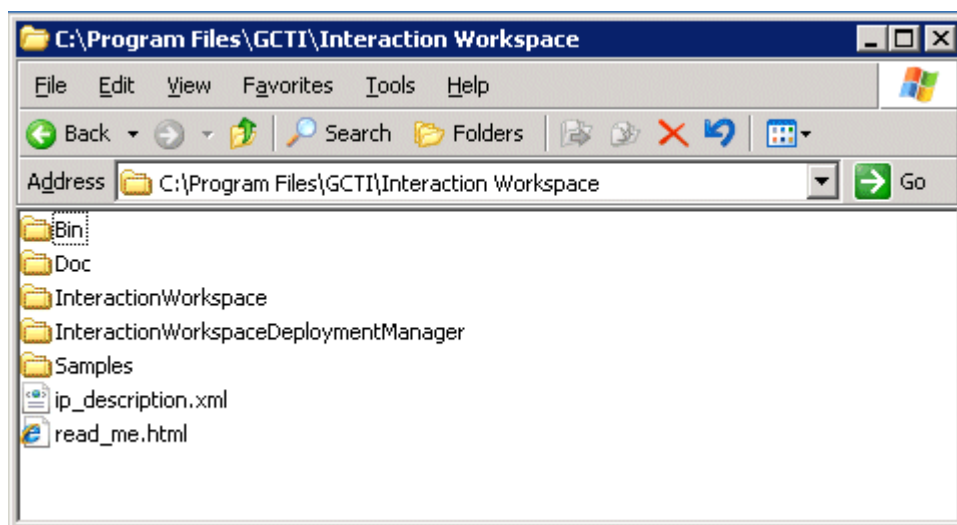 C:\Program Files\GCTI\Interaction Workspace
File Edit View Favorites Tools Help
Back Search Folders
Address C:\Program Files\GCTI\Interaction Workspace Go
Bin
Doc
InteractionWorkspace
InteractionWorkspaceDeploymentManager
Samples
ip_description.xml
read_me.html